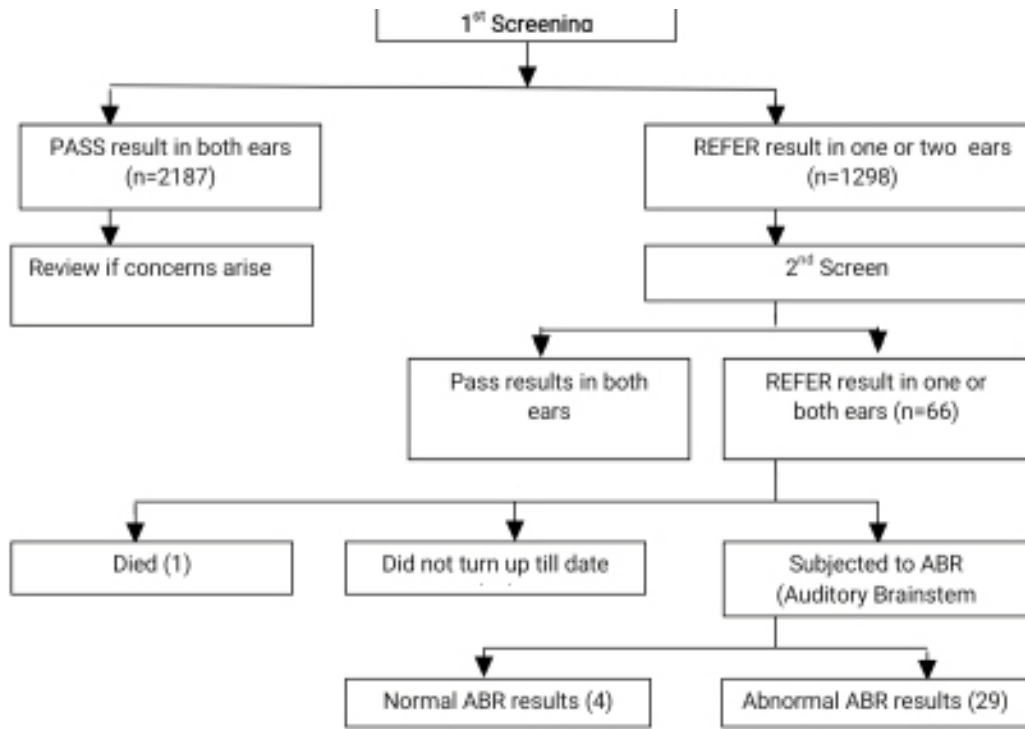 1st Screening
PASS result in both ears
(n=2187)
REFER result in one or two ears
(n=1298)
Review if concerns arise
2nd Screen
Pass results in both
ears
REFER result in one or
both ears (n=66)
Died (1)
Did not turn up till date
Subjected to ABR
(Auditory Brainstem
Normal ABR results (4)
Abnormal ABR results (29)